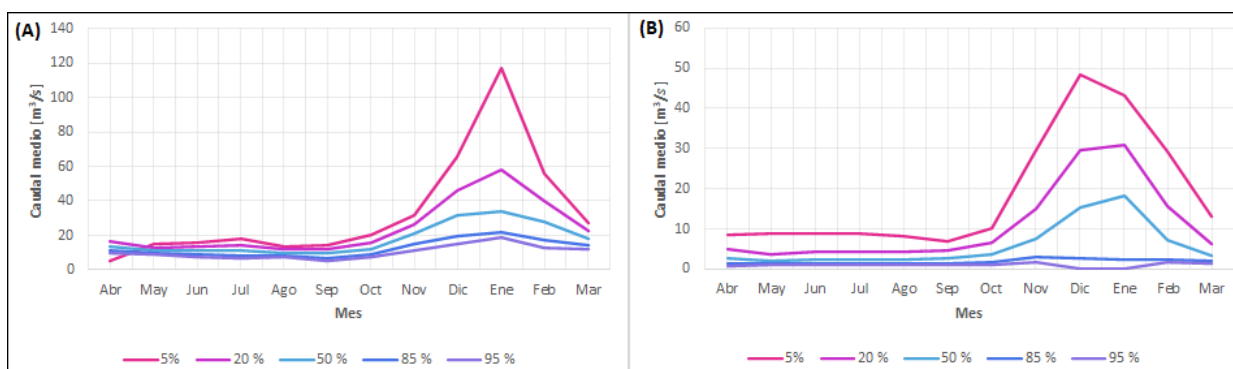 (A)
140
120
100
80
60
40
20
0
Caudal medio [m³/s]
Abr May Jun Jul Ago Sep Oct Nov Dic Ene Feb Mar
Mes
5% 20 % 50 % 85 % 95 %
(B)
60
50
40
30
20
10
0
Caudal medio [m³/s]
Abr May Jun Jul Ago Sep Oct Nov Dic Ene Feb Mar
Mes
5% 20 % 50 % 85 % 95 %